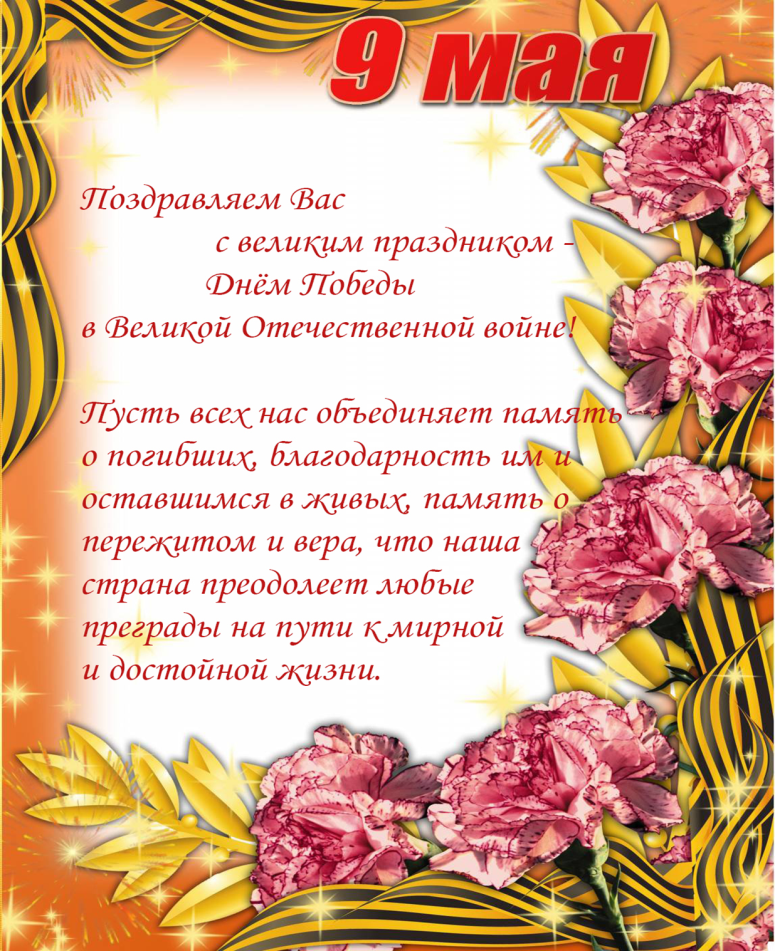 9 мая
Поздравляем Вас
с великим праздником -
Днём Победы
в Великой Отечественной войне!
Пусть всех нас объединяет память
о погибших, благодарность им и
оставшимся в живых, память о
пережитом и вера, что наша
страна преодолеет любые
преграды на пути к мирной
и достойной жизни.